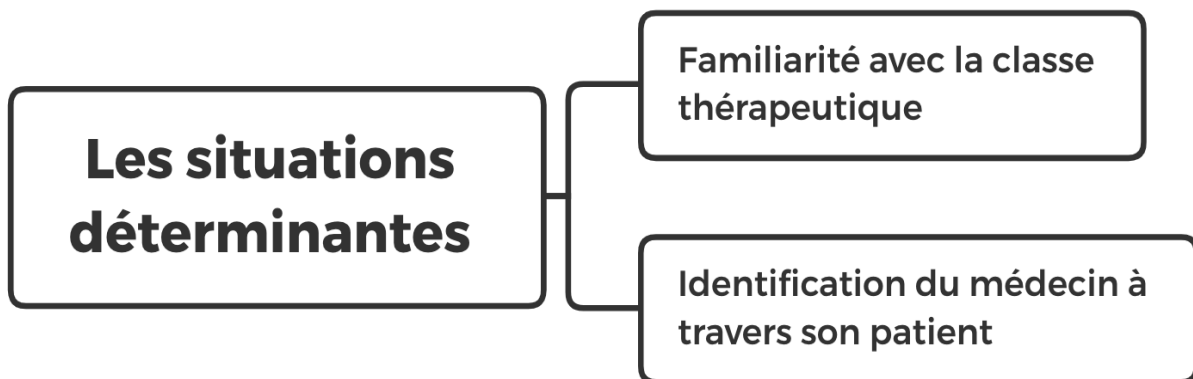 Les situations
déterminantes
Familiarité avec la classe
thérapeutique
Identification du médecin à
travers son patient